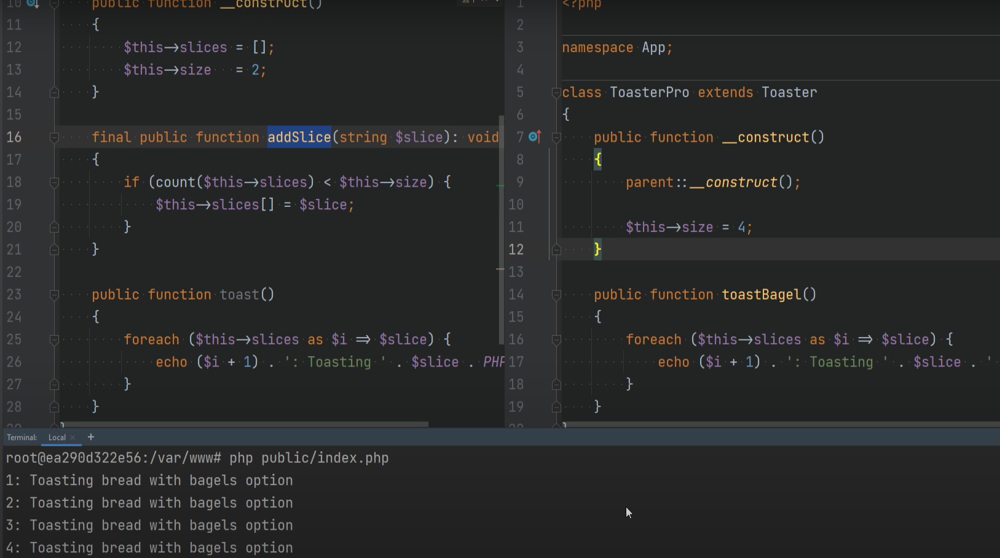 10 public function __construct()
11 {
12 $this->slices = [];
13 $this->size = 2;
14 }
15
16 final public function addSlice(string $slice): void
17 {
18 if (count($this->slices) < $this->size) {
19 $this->slices[] = $slice;
20 }
21 }
22
23 public function toast()
24 {
25 foreach ($this->slices as $i => $slice) {
26 echo ($i + 1) . ': Toasting ' . $slice . PHP
27 }
28 }
29 }
1 <?php
2
3 namespace App;
4
5 class ToasterPro extends Toaster
6 {
7 public function __construct()
8 {
9 parent::__construct();
10
11 $this->size = 4;
12 }
13
14 public function toastBagel()
15 {
16 foreach ($this->slices as $i => $slice) {
17 echo ($i + 1) . ': Toasting ' . $slice . '
18 }
19 }
20 }
Terminal: Local × +
root@ea290d322e56:/var/www# php public/index.php
1: Toasting bread with bagels option
2: Toasting bread with bagels option
3: Toasting bread with bagels option
4: Toasting bread with bagels option